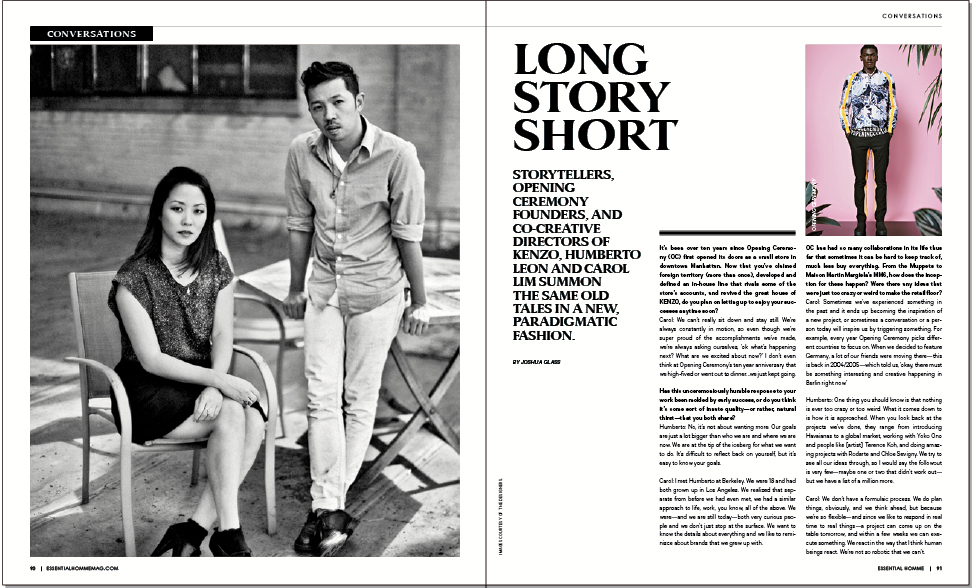 CONVERSATIONS
90 | ESSENTIALHOMMEMAG.COM
CONVERSATIONS
LONG
STORY
SHORT
STORYTELLERS,
OPENING
CEREMONY
FOUNDERS, AND
CO-CREATIVE
DIRECTORS OF
KENZO, HUMBERTO
LEON AND CAROL
LIM SUMMON
THE SAME OLD
TALES IN A NEW,
PARADIGMATIC
FASHION.
BY JOSHUA GLASS
IMAGES COURTESY OF THE DESIGNERS.
It's been over ten years since Opening Ceremo-
ny (OC) first opened its doors as a small store in
downtown Manhattan. Now that you've claimed
foreign territory (more than once), developed and
defined an in-house line that rivals some of the
store's accounts, and revived the great house of
KENZO, do you plan on letting up to enjoy your suc-
cesses anytime soon?
Carol: We can't really sit down and stay still. We're
always constantly in motion, so even though we're
super proud of the accomplishments we've made,
we're always asking ourselves, 'ok what's happening
next? What are we excited about now?' I don't even
think at Opening Ceremony's ten year anniversary that
we high-fived or went out to dinner...we just kept going.
Has this unceremoniously humble response to your
work been molded by early success, or do you think
it's some sort of innate quality—or rather, natural
thirst—that you both share?
Humberto: No, it's not about wanting more. Our goals
are just a lot bigger than who we are and where we are
now. We are at the tip of the iceberg for what we want
to do. It's difficult to reflect back on yourself, but it's
easy to know your goals.
Carol: I met Humberto at Berkeley. We were 18 and had
both grown up in Los Angeles. We realized that sep-
arate from before we had even met, we had a similar
approach to life, work, you know, all of the above. We
were—and we are still today—both very curious peo-
ple and we don't just stop at the surface. We want to
know the details about everything and we like to remi-
nisce about brands that we grew up with.
OC has had so many collaborations in its life thus
far that sometimes it can be hard to keep track of,
much less buy everything. From the Muppets to
Maison Martin Margiela's MM6, how does the incep-
tion for these happen? Were there any ideas that
were just too crazy or weird to make the retail floor?
Carol: Sometimes we've experienced something in
the past and it ends up becoming the inspiration of
a new project, or sometimes a conversation or a per-
son today will inspire us by triggering something. For
example, every year Opening Ceremony picks differ-
ent countries to focus on. When we decided to feature
Germany, a lot of our friends were moving there—this
is back in 2004/2005—which told us, 'okay, there must
be something interesting and creative happening in
Berlin right now.'
Humberto: One thing you should know is that nothing
is ever too crazy or too weird. What it comes down to
is how it is approached. When you look back at the
projects we've done, they range from introducing
Havaianas to a global market, working with Yoko Ono
and people like [artist] Terence Koh, and doing amaz-
ing projects with Rodarte and Chloe Sevigny. We try to
see all our ideas through, so I would say the followout
is very few—maybe one or two that didn't work out—
but we have a list of a million more.
Carol: We don't have a formulaic process. We do plan
things, obviously, and we think ahead, but because
we're so flexible—and since we like to respond in real
time to real things—a project can come up on the
table tomorrow, and within a few weeks we can exe-
cute something. We react in the way that I think human
beings react. We're not so robotic that we can't.
ESSENTIAL HOMME | 91